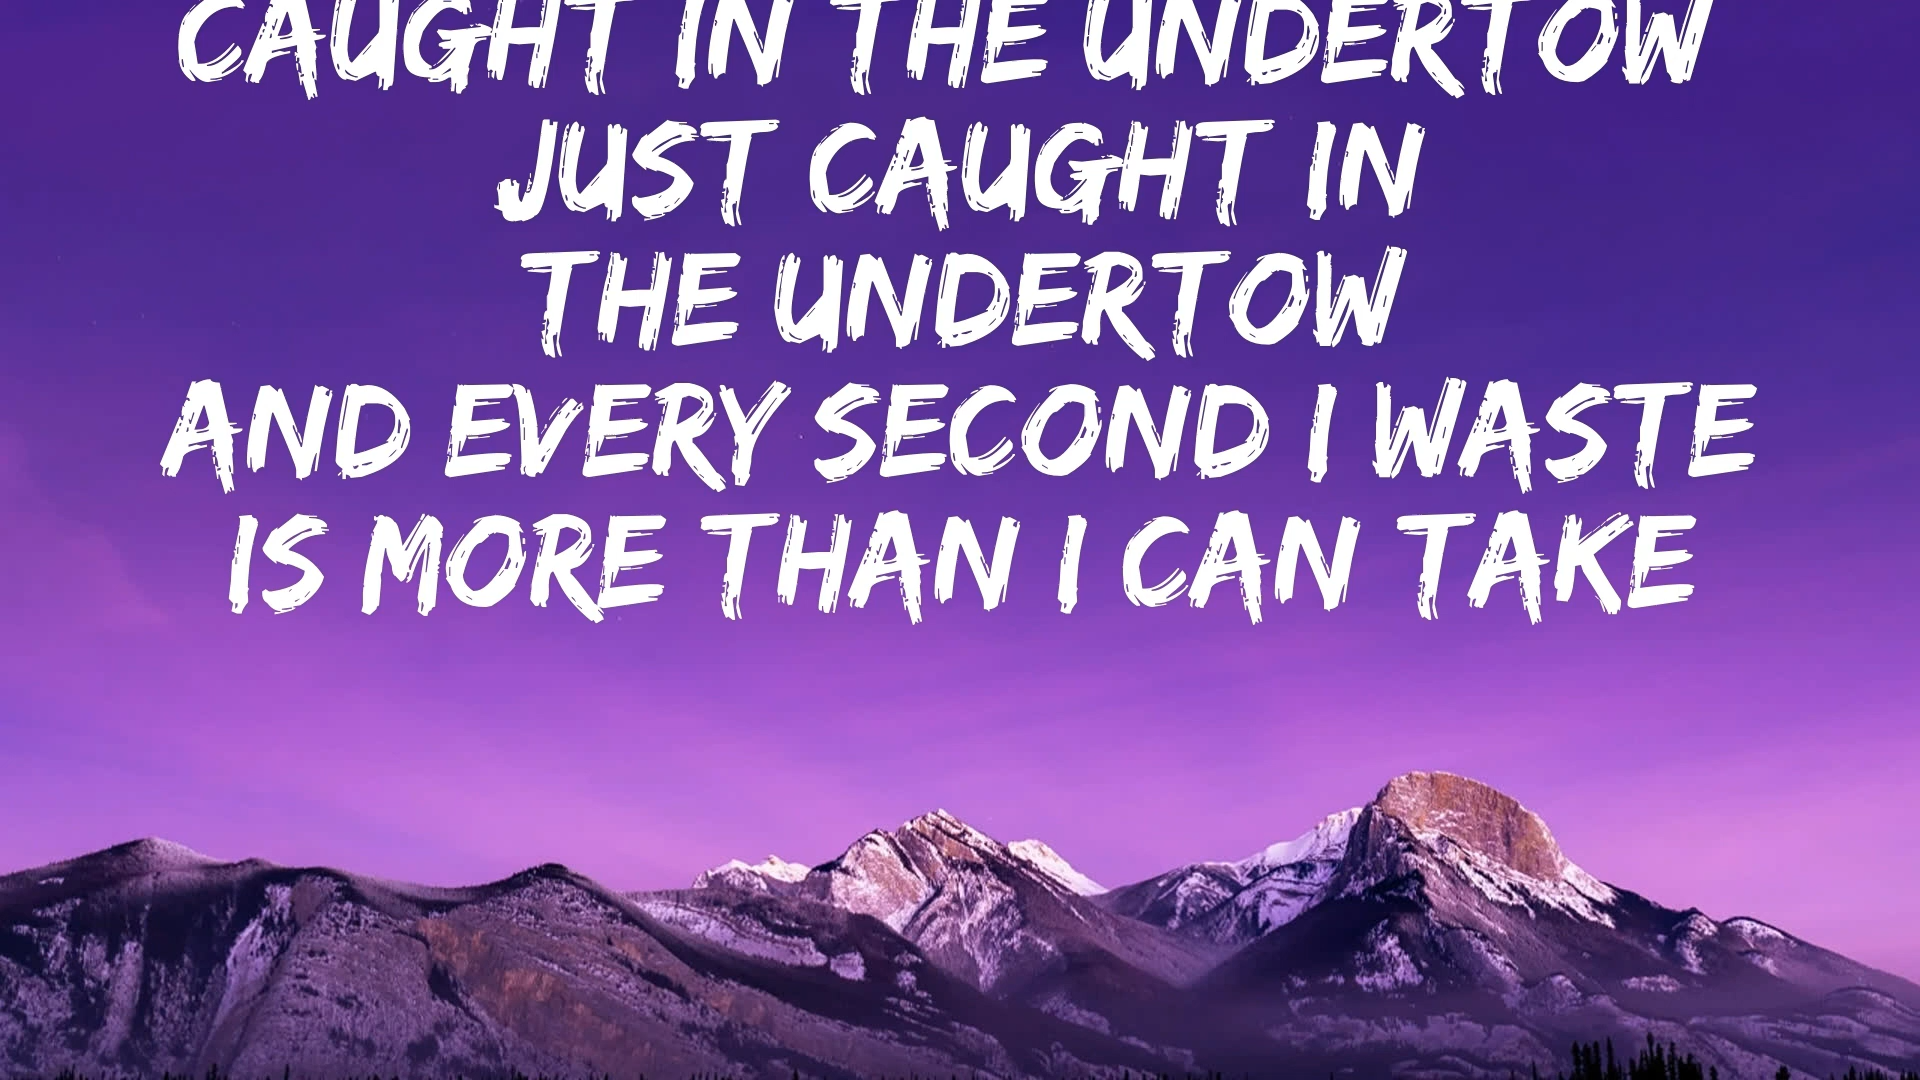 CAUGHT IN THE UNDERTOW
JUST CAUGHT IN
THE UNDERTOW
AND EVERY SECOND I WASTE
IS MORE THAN I CAN TAKE